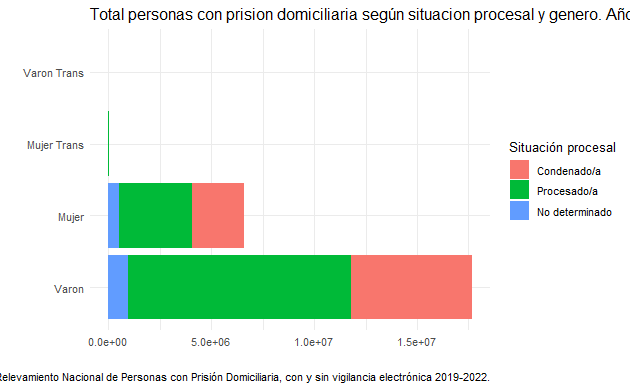 Total personas con prision domiciliaria según situacion procesal y genero. Año
Varon Trans
Mujer Trans
Mujer
Varon
0.0e+00 5.0e+06 1.0e+07 1.5e+07
Situación procesal
Condenado/a
Procesado/a
No determinado
Relevamiento Nacional de Personas con Prisión Domiciliaria, con y sin vigilancia electrónica 2019-2022.